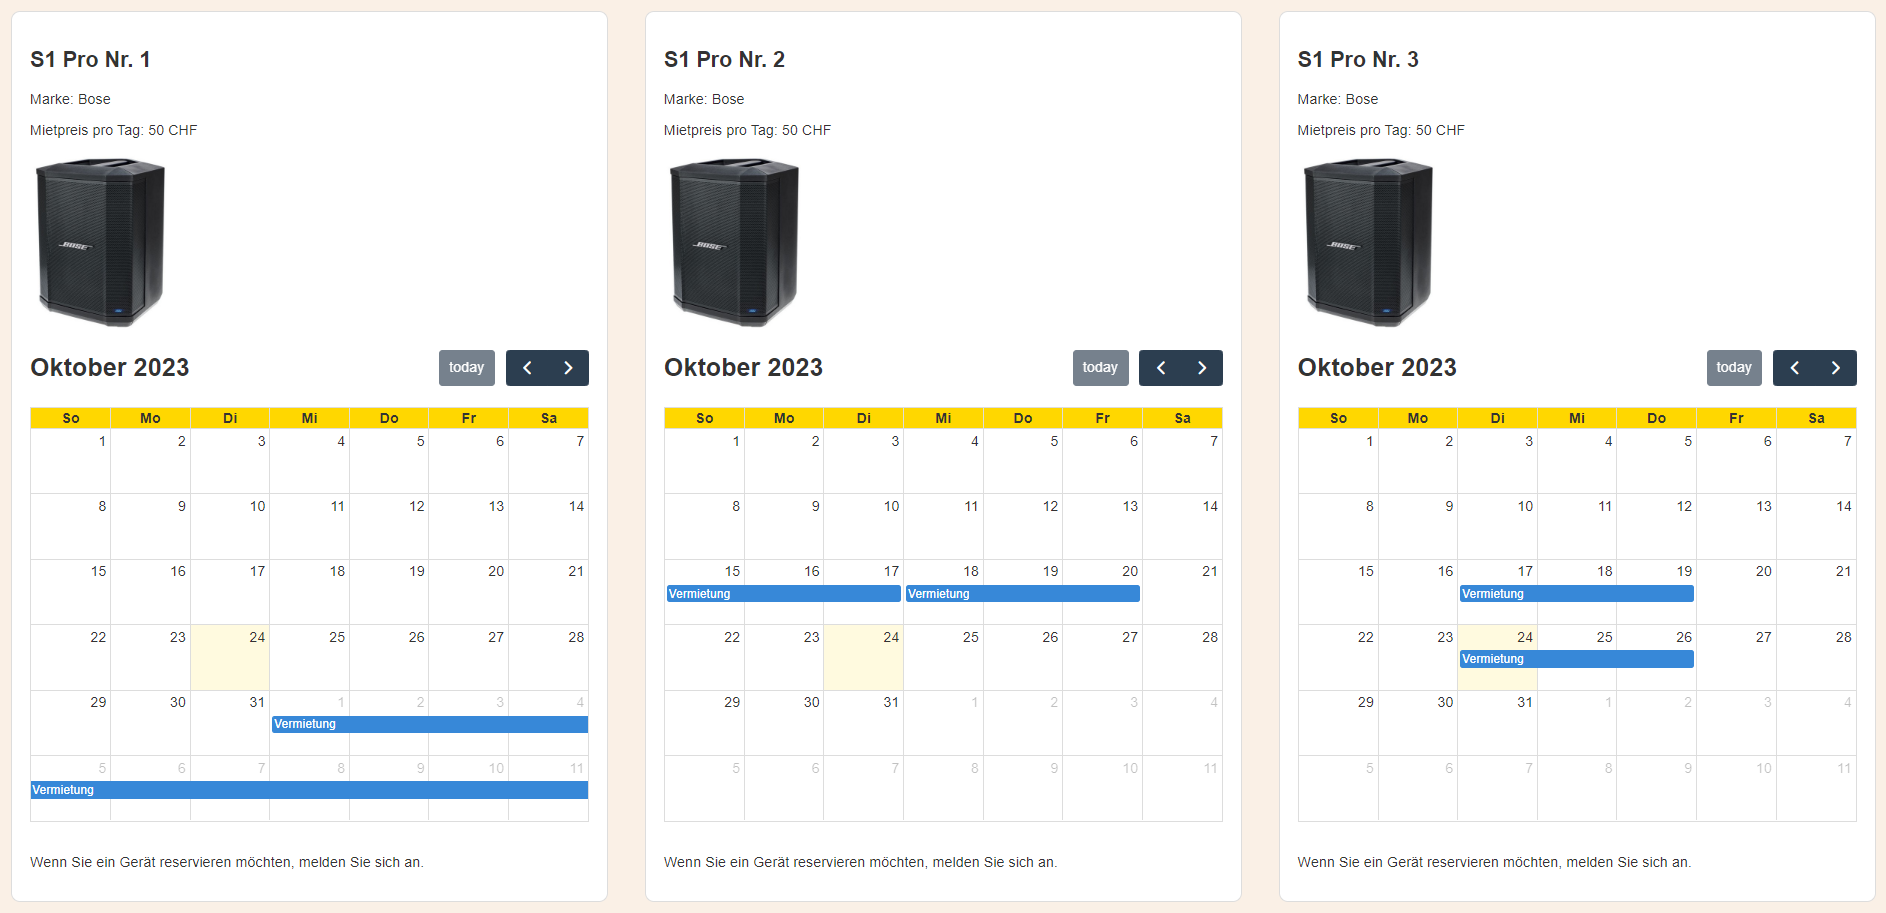 S1 Pro Nr. 1
Marke: Bose
Mietpreis pro Tag: 50 CHF
BOSE
Oktober 2023
today
So Mo Di Mi Do Fr Sa
1 2 3 4 5 6 7
8 9 10 11 12 13 14
15 16 17 18 19 20 21
22 23 24 25 26 27 28
29 30 31 1 2 3 4
Vermietung
5 6 7 8 9 10 11
Vermietung
Wenn Sie ein Gerät reservieren möchten, melden Sie sich an.
S1 Pro Nr. 2
Marke: Bose
Mietpreis pro Tag: 50 CHF
BOSE
Oktober 2023
today
So Mo Di Mi Do Fr Sa
1 2 3 4 5 6 7
8 9 10 11 12 13 14
15 16 17 18 19 20 21
Vermietung Vermietung
22 23 24 25 26 27 28
29 30 31 1 2 3 4
5 6 7 8 9 10 11
Wenn Sie ein Gerät reservieren möchten, melden Sie sich an.
S1 Pro Nr. 3
Marke: Bose
Mietpreis pro Tag: 50 CHF
BOSE
Oktober 2023
today
So Mo Di Mi Do Fr Sa
1 2 3 4 5 6 7
8 9 10 11 12 13 14
15 16 17 18 19 20 21
Vermietung
22 23 24 25 26 27 28
Vermietung
29 30 31 1 2 3 4
5 6 7 8 9 10 11
Wenn Sie ein Gerät reservieren möchten, melden Sie sich an.